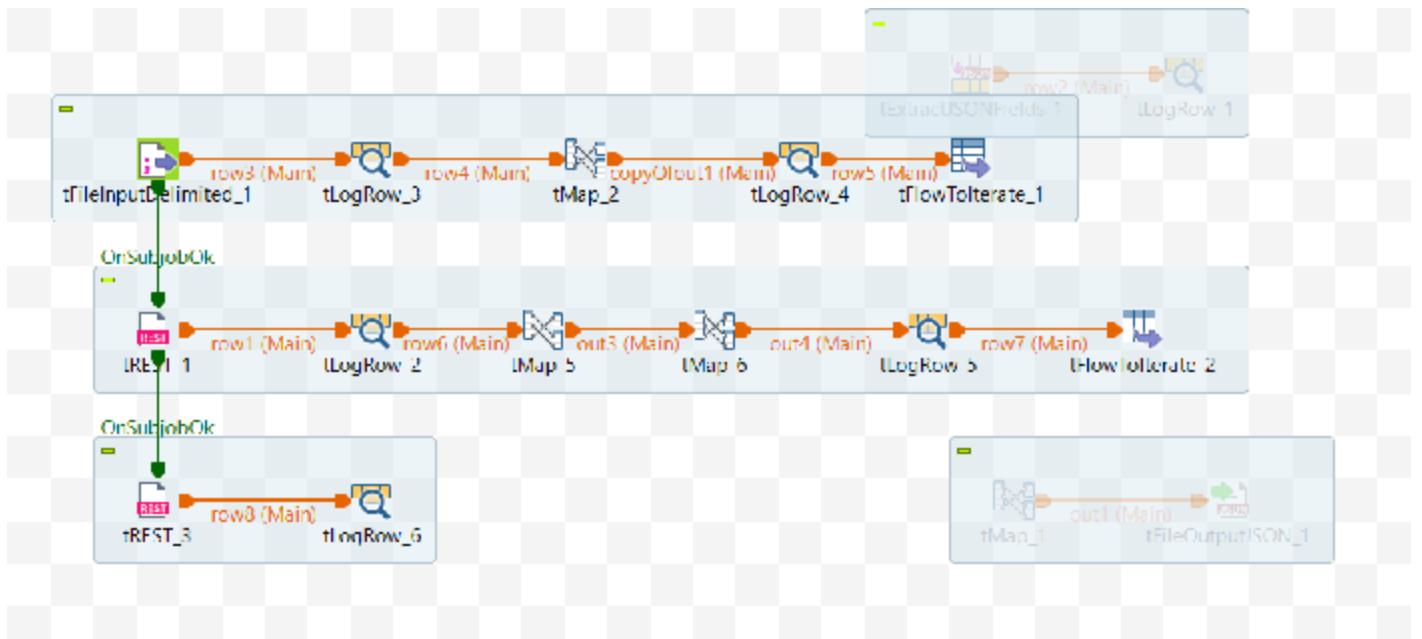 row2 (Main)
tExtractJSONFields_1
tLogRow_1
row3 (Main)
row4 (Main)
copyOfout1 (Main)
row5 (Main)
tFileInputDelimited_1
tLogRow_3
tMap_2
tLogRow_4
tFlowToIterate_1
OnSubjobOk
REST
row1 (Main)
row6 (Main)
out3 (Main)
out4 (Main)
row7 (Main)
tREST_1
tLogRow_2
tMap_5
tMap_6
tLogRow_5
tFlowToIterate_2
OnSubjobOk
REST
row8 (Main)
out1 (Main)
tREST_3
tLogRow_6
tMap_1
tFileOutputJSON_1